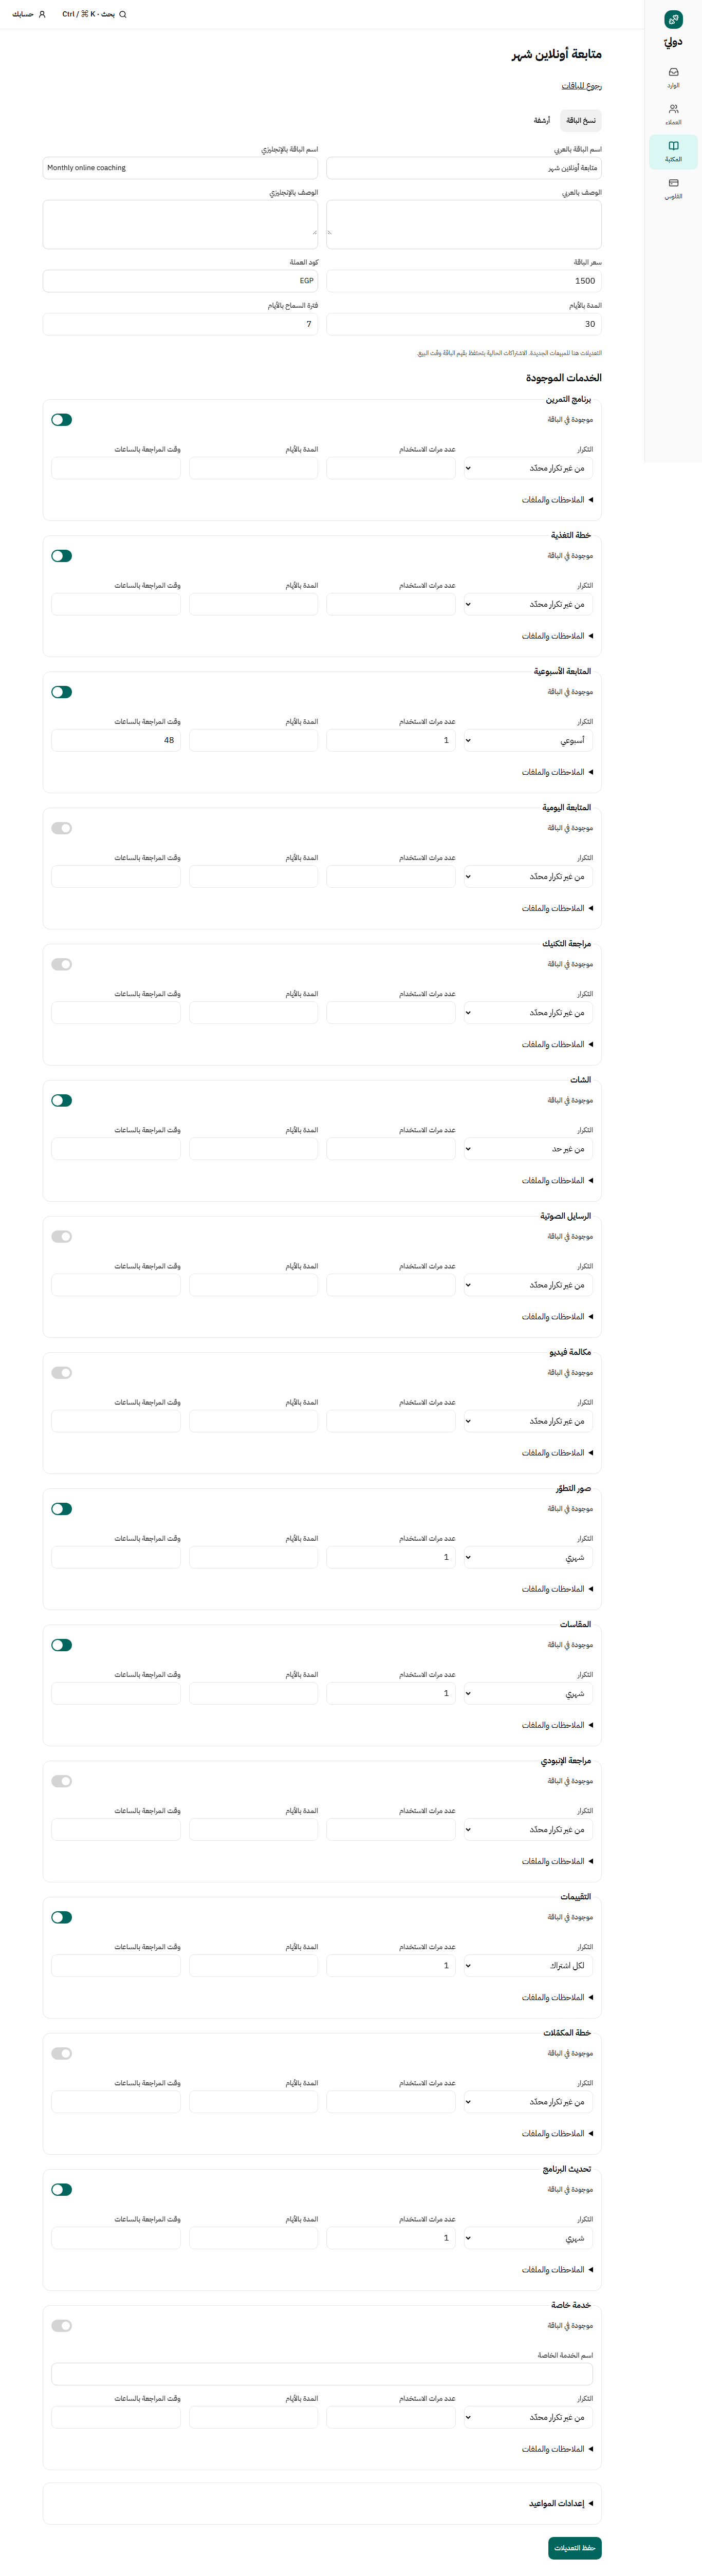 دوليّ
الوارد
العملاء
المكتبة
الفلوس
بحث - Ctrl / ⌘ K
حسابك
متابعة أونلاين شهر
رجوع للباقات
نسخ الباقة
أرشفة
اسم الباقة بالعربي
اسم الباقة بالإنجليزي
متابعة أونلاين شهر
Monthly online coaching
الوصف بالعربي
الوصف بالإنجليزي
سعر الباقة
كود العملة
1500
EGP
المدة بالأيام
فترة السماح بالأيام
30
7
التعديلات هنا للمبيعات الجديدة. الاشتراكات الحالية بتحتفظ بقيم الباقة وقت البيع.
الخدمات الموجودة
برنامج التمرين
موجودة في الباقة
التكرار
عدد مرات الاستخدام
المدة بالأيام
وقت المراجعة بالساعات
من غير تكرار محدّد
الملاحظات والملفات
خطة التغذية
موجودة في الباقة
التكرار
عدد مرات الاستخدام
المدة بالأيام
وقت المراجعة بالساعات
من غير تكرار محدّد
الملاحظات والملفات
المتابعة الأسبوعية
موجودة في الباقة
التكرار
عدد مرات الاستخدام
المدة بالأيام
وقت المراجعة بالساعات
أسبوعي
1
48
الملاحظات والملفات
المتابعة اليومية
موجودة في الباقة
التكرار
عدد مرات الاستخدام
المدة بالأيام
وقت المراجعة بالساعات
من غير تكرار محدّد
الملاحظات والملفات
مراجعة التكنيك
موجودة في الباقة
التكرار
عدد مرات الاستخدام
المدة بالأيام
وقت المراجعة بالساعات
من غير تكرار محدّد
الملاحظات والملفات
الشات
موجودة في الباقة
التكرار
عدد مرات الاستخدام
المدة بالأيام
وقت المراجعة بالساعات
من غير حد
الملاحظات والملفات
الرسايل الصوتية
موجودة في الباقة
التكرار
عدد مرات الاستخدام
المدة بالأيام
وقت المراجعة بالساعات
من غير تكرار محدّد
الملاحظات والملفات
مكالمة فيديو
موجودة في الباقة
التكرار
عدد مرات الاستخدام
المدة بالأيام
وقت المراجعة بالساعات
من غير تكرار محدّد
الملاحظات والملفات
صور التطوّر
موجودة في الباقة
التكرار
عدد مرات الاستخدام
المدة بالأيام
وقت المراجعة بالساعات
شهري
1
الملاحظات والملفات
المقاسات
موجودة في الباقة
التكرار
عدد مرات الاستخدام
المدة بالأيام
وقت المراجعة بالساعات
شهري
1
الملاحظات والملفات
مراجعة الإنبودي
موجودة في الباقة
التكرار
عدد مرات الاستخدام
المدة بالأيام
وقت المراجعة بالساعات
من غير تكرار محدّد
الملاحظات والملفات
التقييمات
موجودة في الباقة
التكرار
عدد مرات الاستخدام
المدة بالأيام
وقت المراجعة بالساعات
لكل اشتراك
1
الملاحظات والملفات
خطة المكمّلات
موجودة في الباقة
التكرار
عدد مرات الاستخدام
المدة بالأيام
وقت المراجعة بالساعات
من غير تكرار محدّد
الملاحظات والملفات
تحديث البرنامج
موجودة في الباقة
التكرار
عدد مرات الاستخدام
المدة بالأيام
وقت المراجعة بالساعات
شهري
1
الملاحظات والملفات
خدمة خاصة
موجودة في الباقة
اسم الخدمة الخاصة
التكرار
عدد مرات الاستخدام
المدة بالأيام
وقت المراجعة بالساعات
من غير تكرار محدّد
الملاحظات والملفات
إعدادات المواعيد
حفظ التعديلات